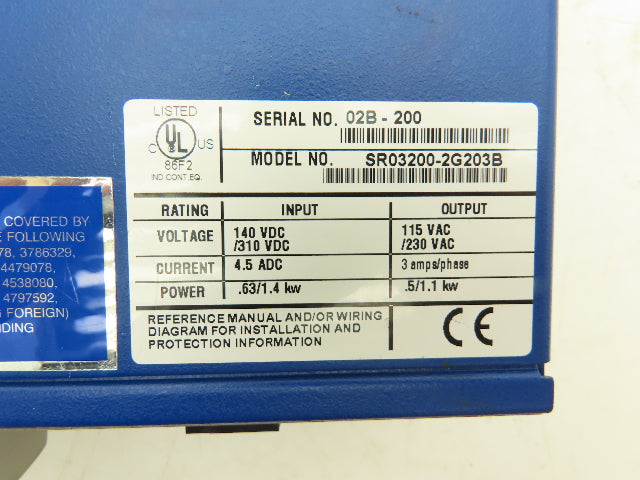 LISTED
UL
C US
86F2
IND.CONT.EQ.
SERIAL NO. 02B - 200
MODEL NO. SR03200-2G203B
RATING INPUT OUTPUT
VOLTAGE 140 VDC /310 VDC 115 VAC /230 VAC
CURRENT 4.5 ADC 3 amps/phase
POWER .63/1.4 kw .5/1.1 kw
REFERENCE MANUAL AND/OR WIRING
DIAGRAM FOR INSTALLATION AND
PROTECTION INFORMATION
CE
COVERED BY
FOLLOWING
78, 3786329,
4479078,
4538080,
4797592,
FOREIGN)